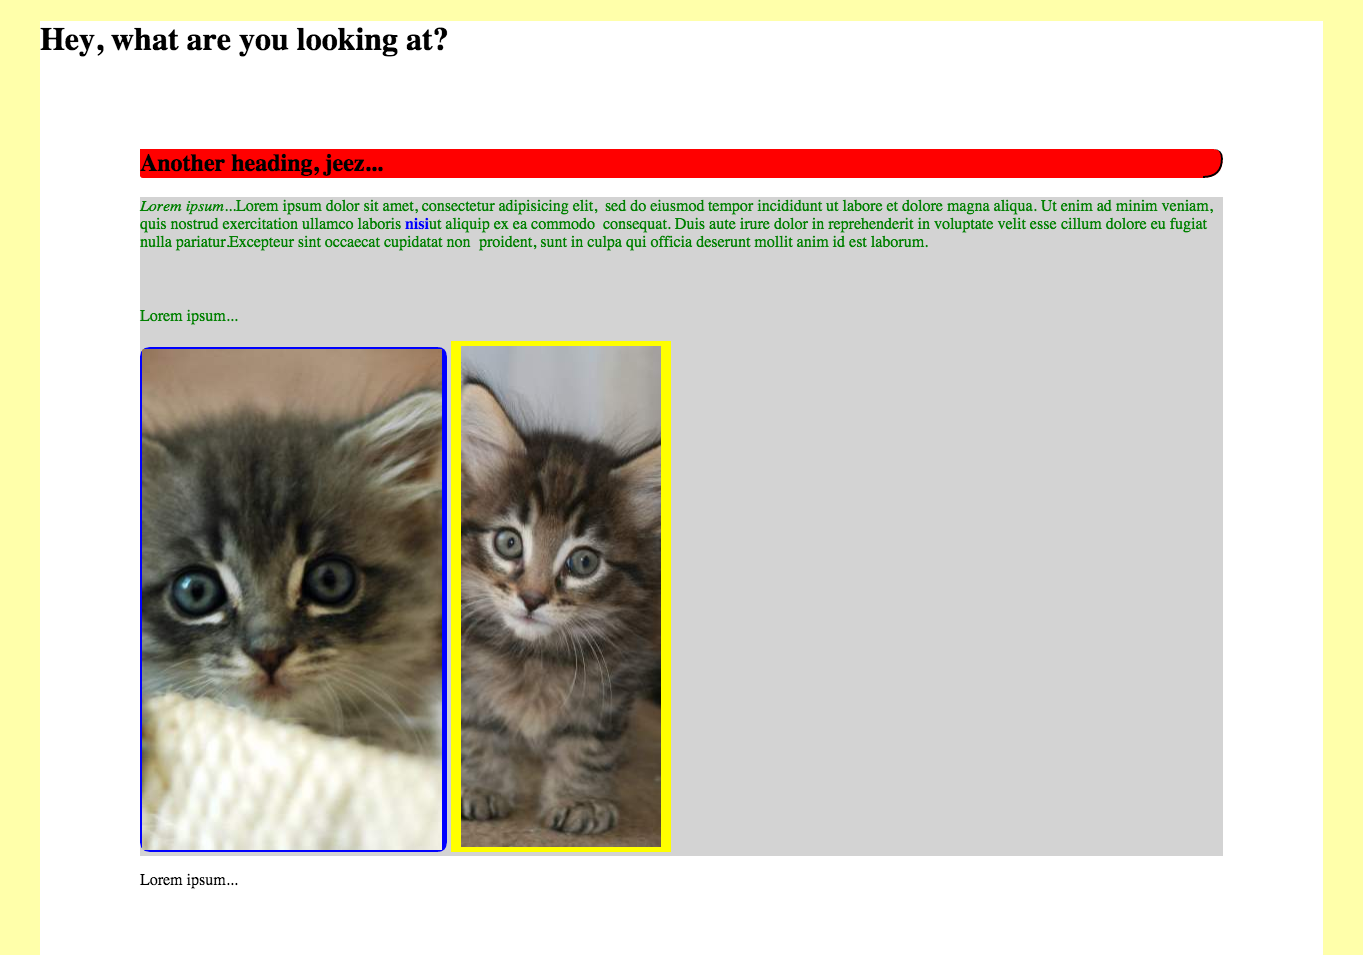 Hey, what are you looking at?
Another heading, jeez...
Lorem ipsum...Lorem ipsum dolor sit amet, consectetur adipisicing elit,  sed do eiusmod tempor incididunt ut labore et dolore magna aliqua. Ut enim ad minim veniam,
quis nostrud exercitation ullamco laboris nisiut aliquip ex ea commodo  consequat. Duis aute irure dolor in reprehenderit in voluptate velit esse cillum dolore eu fugiat
nulla pariatur.Excepteur sint occaecat cupidatat non  proident, sunt in culpa qui officia deserunt mollit anim id est laborum.
Lorem ipsum...
Lorem ipsum...